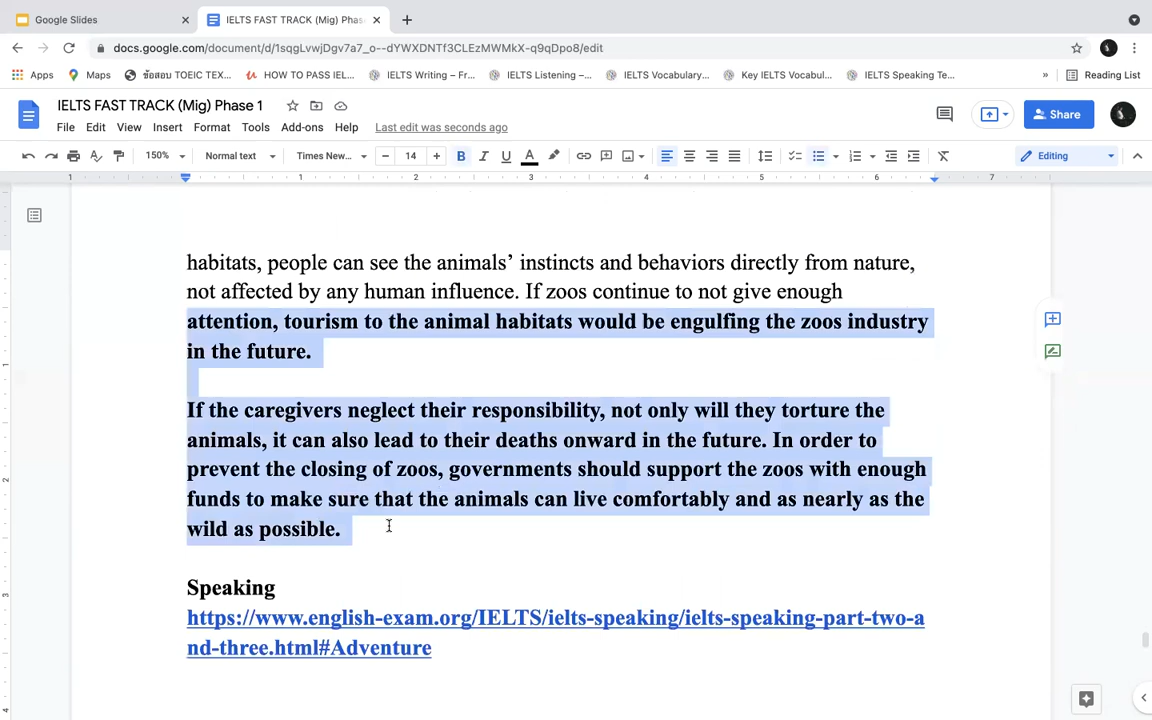 Google Slides
IELTS FAST TRACK (Mig) Phase
docs.google.com/document/d/1sqgLvwjDgv7a7_o--dYWXDNTf3CLEzMWMkX-q9qDpo8/edit
Apps
Maps
ข้อสอบ TOEIC TEX...
HOW TO PASS IEL...
IELTS Writing – Fr...
IELTS Listening –...
IELTS Vocabulary...
Key IELTS Vocabul...
IELTS Speaking Te...
Reading List
IELTS FAST TRACK (Mig) Phase 1
Share
File Edit View Insert Format Tools Add-ons Help Last edit was seconds ago
150% Normal text Times New... 14 B I U A Editing
1 1 2 3 4 5 6 7
habitats, people can see the animals’ instincts and behaviors directly from nature,
not affected by any human influence. If zoos continue to not give enough
attention, tourism to the animal habitats would be engulfing the zoos industry
in the future.
If the caregivers neglect their responsibility, not only will they torture the
animals, it can also lead to their deaths onward in the future. In order to
prevent the closing of zoos, governments should support the zoos with enough
funds to make sure that the animals can live comfortably and as nearly as the
wild as possible.
Speaking
https://www.english-exam.org/IELTS/ielts-speaking/ielts-speaking-part-two-a
nd-three.html#Adventure